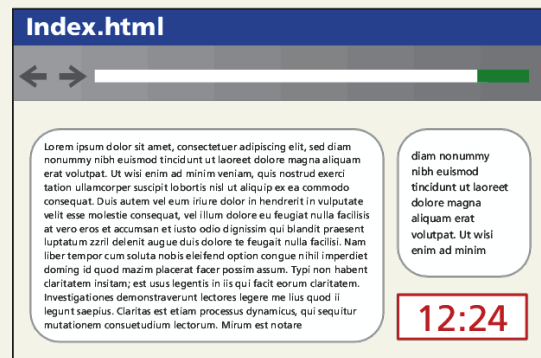 Index.html
Lorem ipsum dolor sit amet, consectetuer adipiscing elit, sed diam
nonummy nibh euismod tincidunt ut laoreet dolore magna aliquam
erat volutpat. Ut wisi enim ad minim veniam, quis nostrud exerci
tation ullamcorper suscipit lobortis nisl ut aliquip ex ea commodo
consequat. Duis autem vel eum iriure dolor in hendrerit in vulputate
velit esse molestie consequat, vel illum dolore eu feugiat nulla facilisis
at vero eros et accumsan et iusto odio dignissim qui blandit praesent
luptatum zzril delenit augue duis dolore te feugait nulla facilisi. Nam
liber tempor cum soluta nobis eleifend option congue nihil imperdiet
doming id quod mazim placerat facer possim assum. Typi non habent
claritatem insitam; est usus legentis in iis qui facit eorum claritatem.
Investigationes demonstraverunt lectores legere me lius quod ii
legunt saepius. Claritas est etiam processus dynamicus, qui sequitur
mutationem consuetudium lectorum. Mirum est notare
diam nonummy
nibh euismod
tincidunt ut laoreet
dolore magna
aliquam erat
volutpat. Ut wisi
enim ad minim
12:24